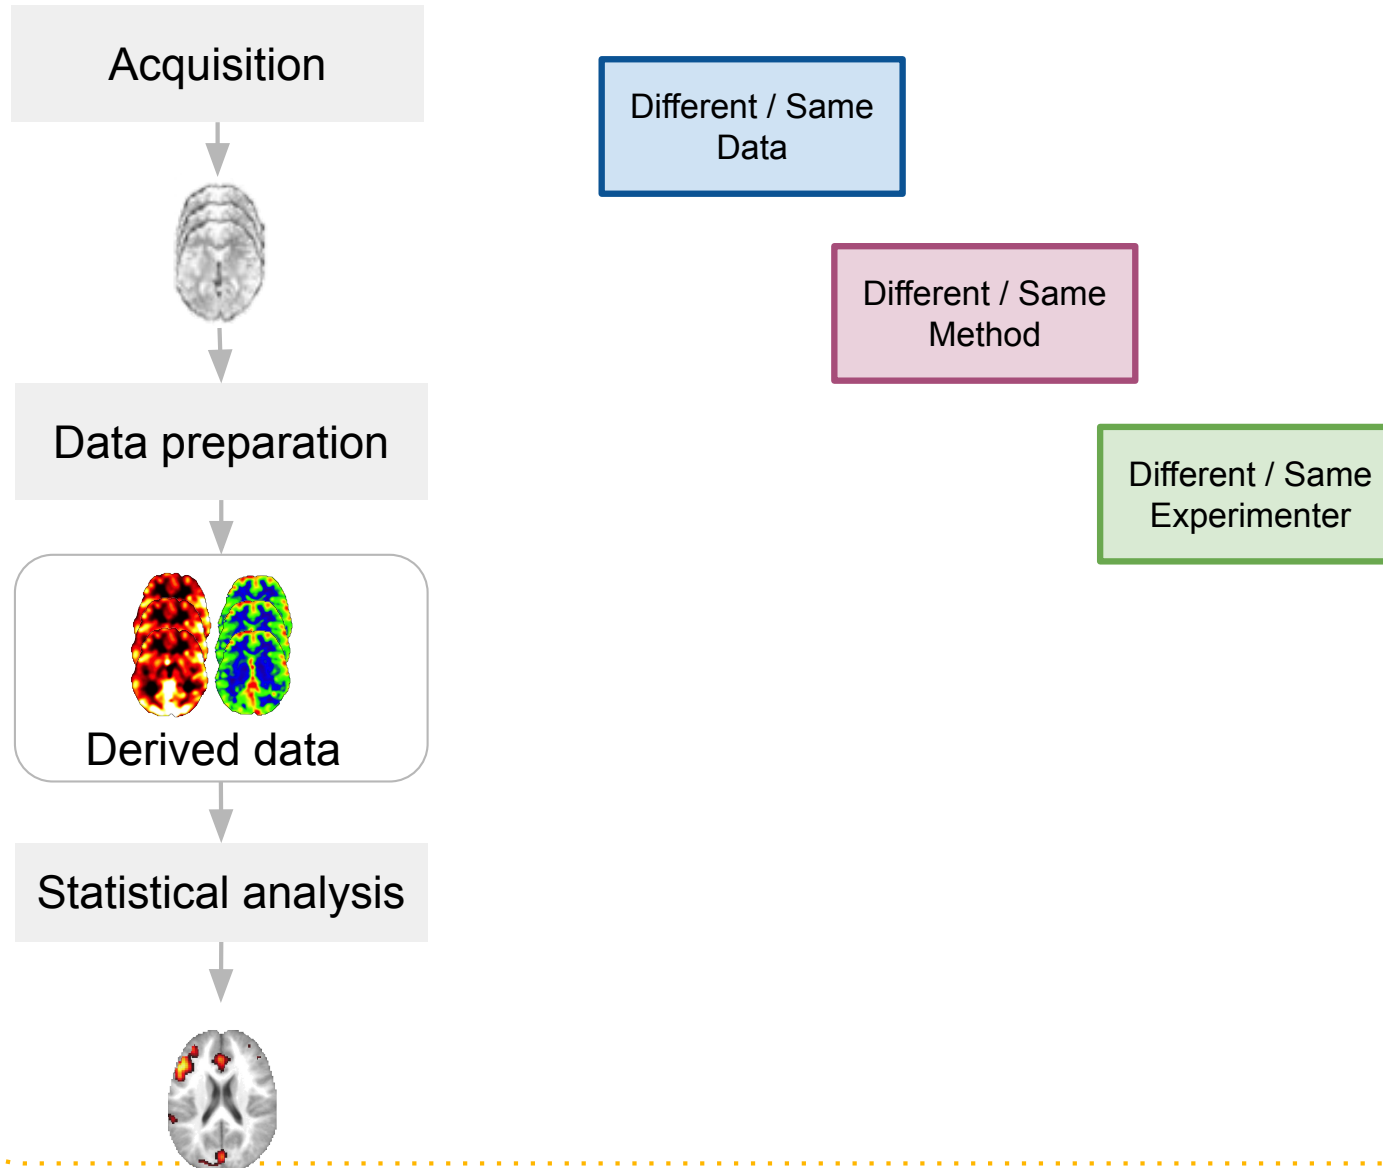 Acquisition
Different / Same
Data
Different / Same
Method
Data preparation
Different / Same
Experimenter
Derived data
Statistical analysis